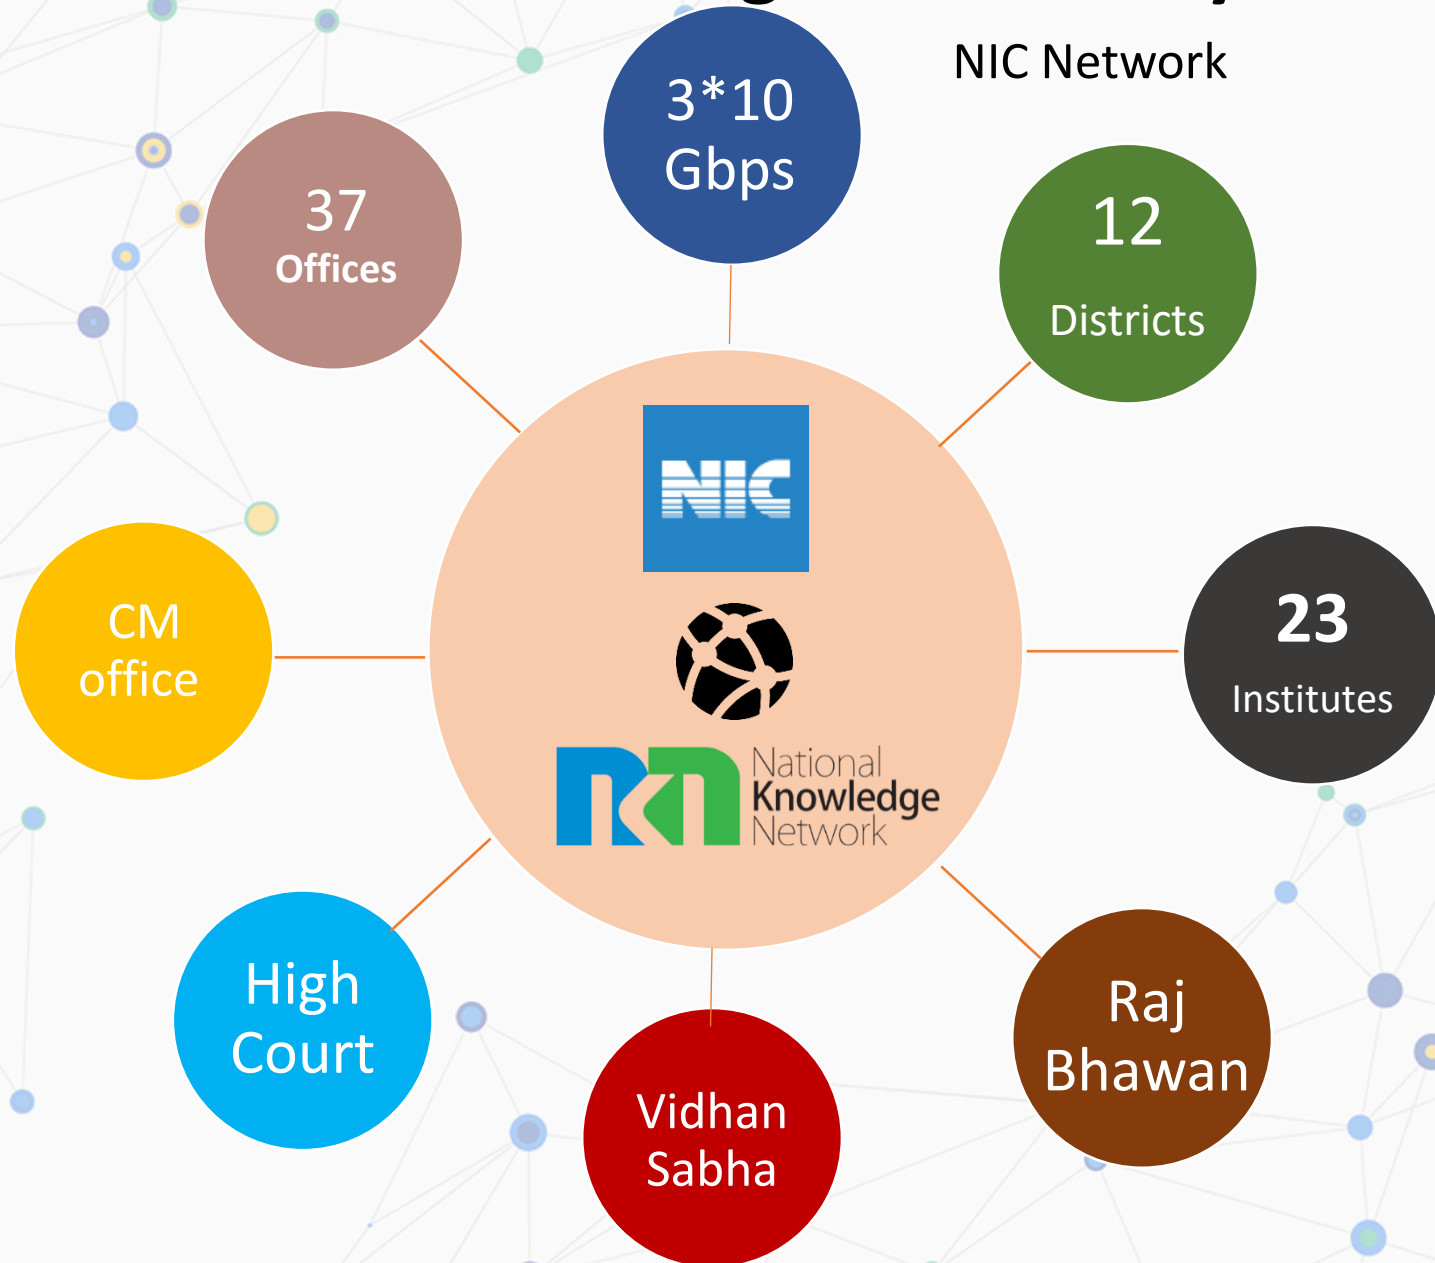 NIC Network
3*10
Gbps
37
Offices
12
Districts
NIC
CM
office
23
Institutes
National
Knowledge
Network
High
Court
Raj
Bhawan
Vidhan
Sabha